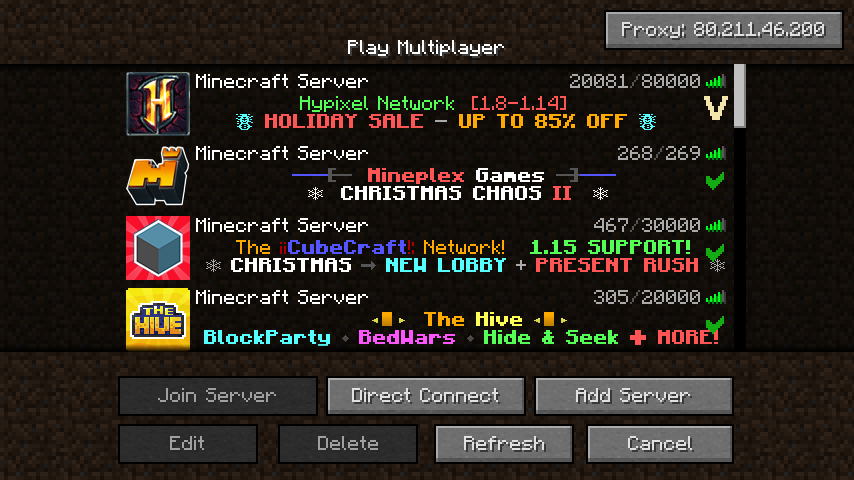 Proxy: 80.211.46.200
Play Multiplayer
Minecraft Server 20081/80000
Hypixel Network [1.8-1.14]
HOLIDAY SALE - UP TO 85% OFF
H
V
Minecraft Server 268/269
Mineplex Games
CHRISTMAS CHAOS II
M
Minecraft Server 467/30000
The ¡¡CubeCraft!! Network! 1.15 SUPPORT!
CHRISTMAS → NEW LOBBY + PRESENT RUSH
Minecraft Server 305/20000
The Hive
BlockParty ◆ BedWars ◆ Hide & Seek + MORE!
THE
HIVE
Join Server Direct Connect Add Server
Edit Delete Refresh Cancel